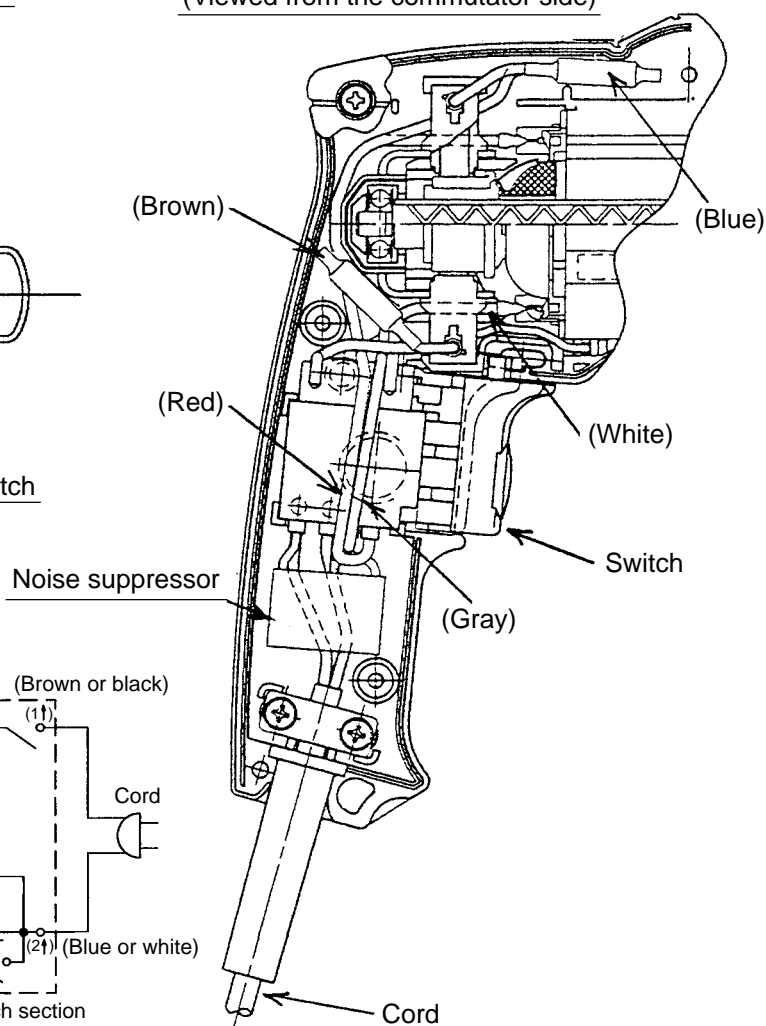 (Viewed from the commutator side)
(Brown)
(Blue)
(Red)
(White)
tch
Switch
Noise suppressor
(Gray)
(Brown or black)
(1↑)
Cord
(2↑) (Blue or white)
ch section
Cord